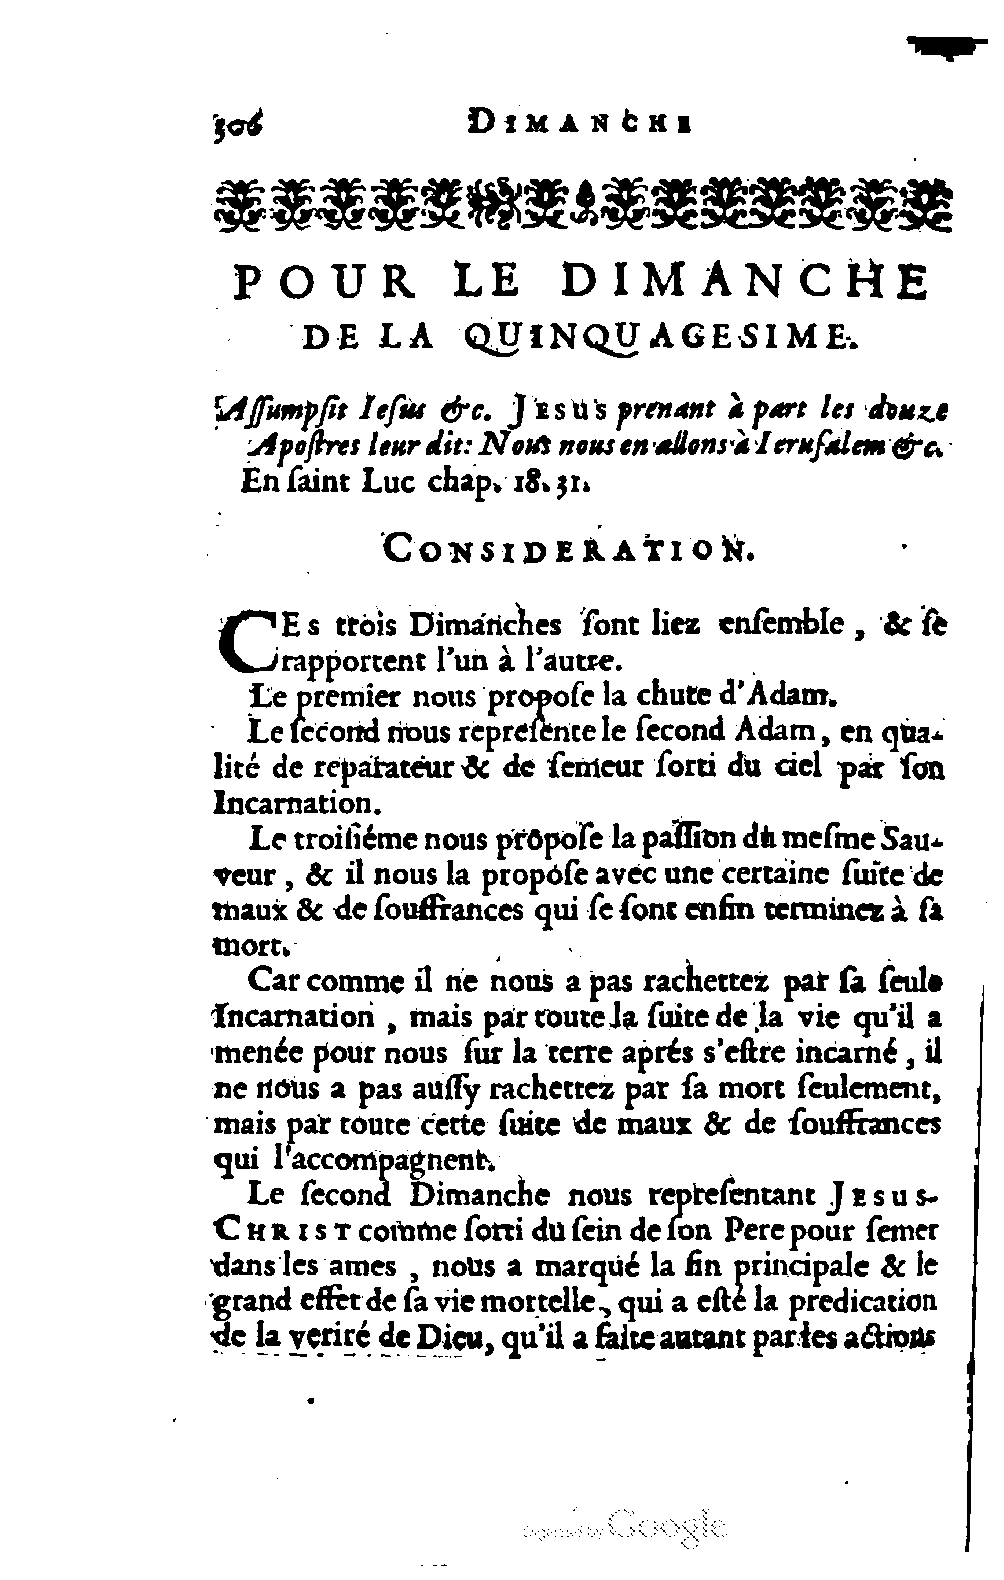 306 DIMANCHE
POUR LE DIMANCHE
DE LA QUINQUAGESIME.
Aſſumpſit Ieſus &c. JESUS prenant à part les douze
Apoſtres leur dit: Nous nous en allons à Ieruſalem &c.
En ſaint Luc chap. 18. 31.
CONSIDERATION.
CEs trois Dimanches ſont liez enſemble, & ſe
rapportent l'un à l'autre.
Le premier nous propoſe la chute d'Adam.
Le ſecond nous repreſente le ſecond Adam, en qua-
lité de reparateur & de ſemeur ſorti du ciel par ſon
Incarnation.
Le troiſiéme nous propoſe la paſſion du meſme Sau-
veur, & il nous la propoſe avec une certaine ſuite de
maux & de ſouffrances qui ſe ſont enfin terminez à ſa
mort.
Car comme il ne nous a pas rachettez par ſa ſeule
Incarnation, mais par toute la ſuite de la vie qu'il a
menée pour nous ſur la terre aprés s'eſtre incarné, il
ne nous a pas auſſy rachettez par ſa mort ſeulement,
mais par toute cette ſuite de maux & de ſouffrances
qui l'accompagnent.
Le ſecond Dimanche nous repreſentant JESUS-
CHRIST comme ſorti du ſein de ſon Pere pour ſemer
dans les ames, nous a marqué la fin principale & le
grand effet de ſa vie mortelle, qui a eſté la predication
de la verité de Dieu, qu'il a faite autant par les actions
Digitized by Google